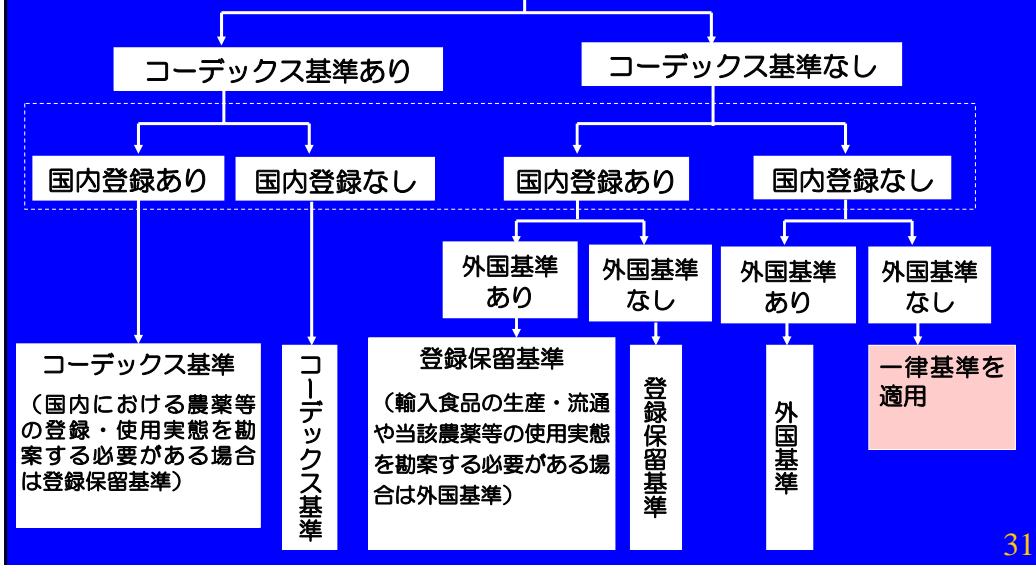 コーデックス基準あり
コーデックス基準なし
国内登録あり
国内登録なし
国内登録あり
国内登録なし
外国基準
あり
外国基準
なし
外国基準
あり
外国基準
なし
コーデックス基準
（国内における農薬等
の登録・使用実態を勘
案する必要がある場合
は登録保留基準）
コーデックス基準
登録保留基準
（輸入食品の生産・流通
や当該農薬等の使用実態
を勘案する必要がある場
合は外国基準）
登録保留基準
外国基準
一律基準を
適用
31